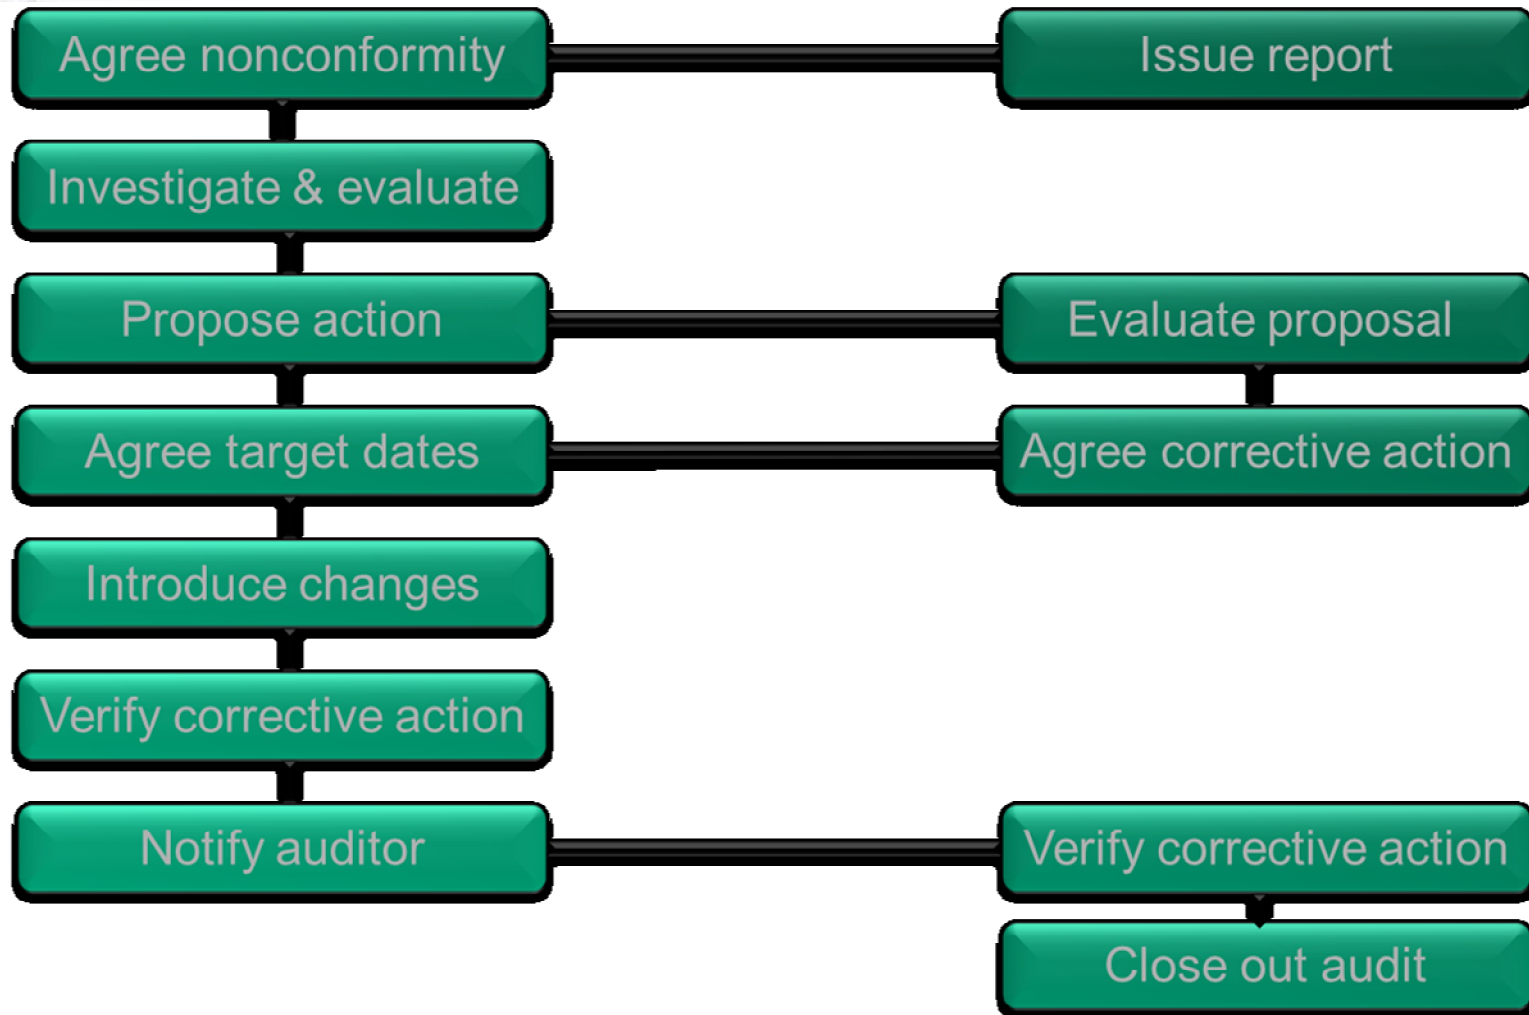 Agree nonconformity
Issue report
Investigate & evaluate
Propose action
Evaluate proposal
Agree target dates
Agree corrective action
Introduce changes
Verify corrective action
Notify auditor
Verify corrective action
Close out audit